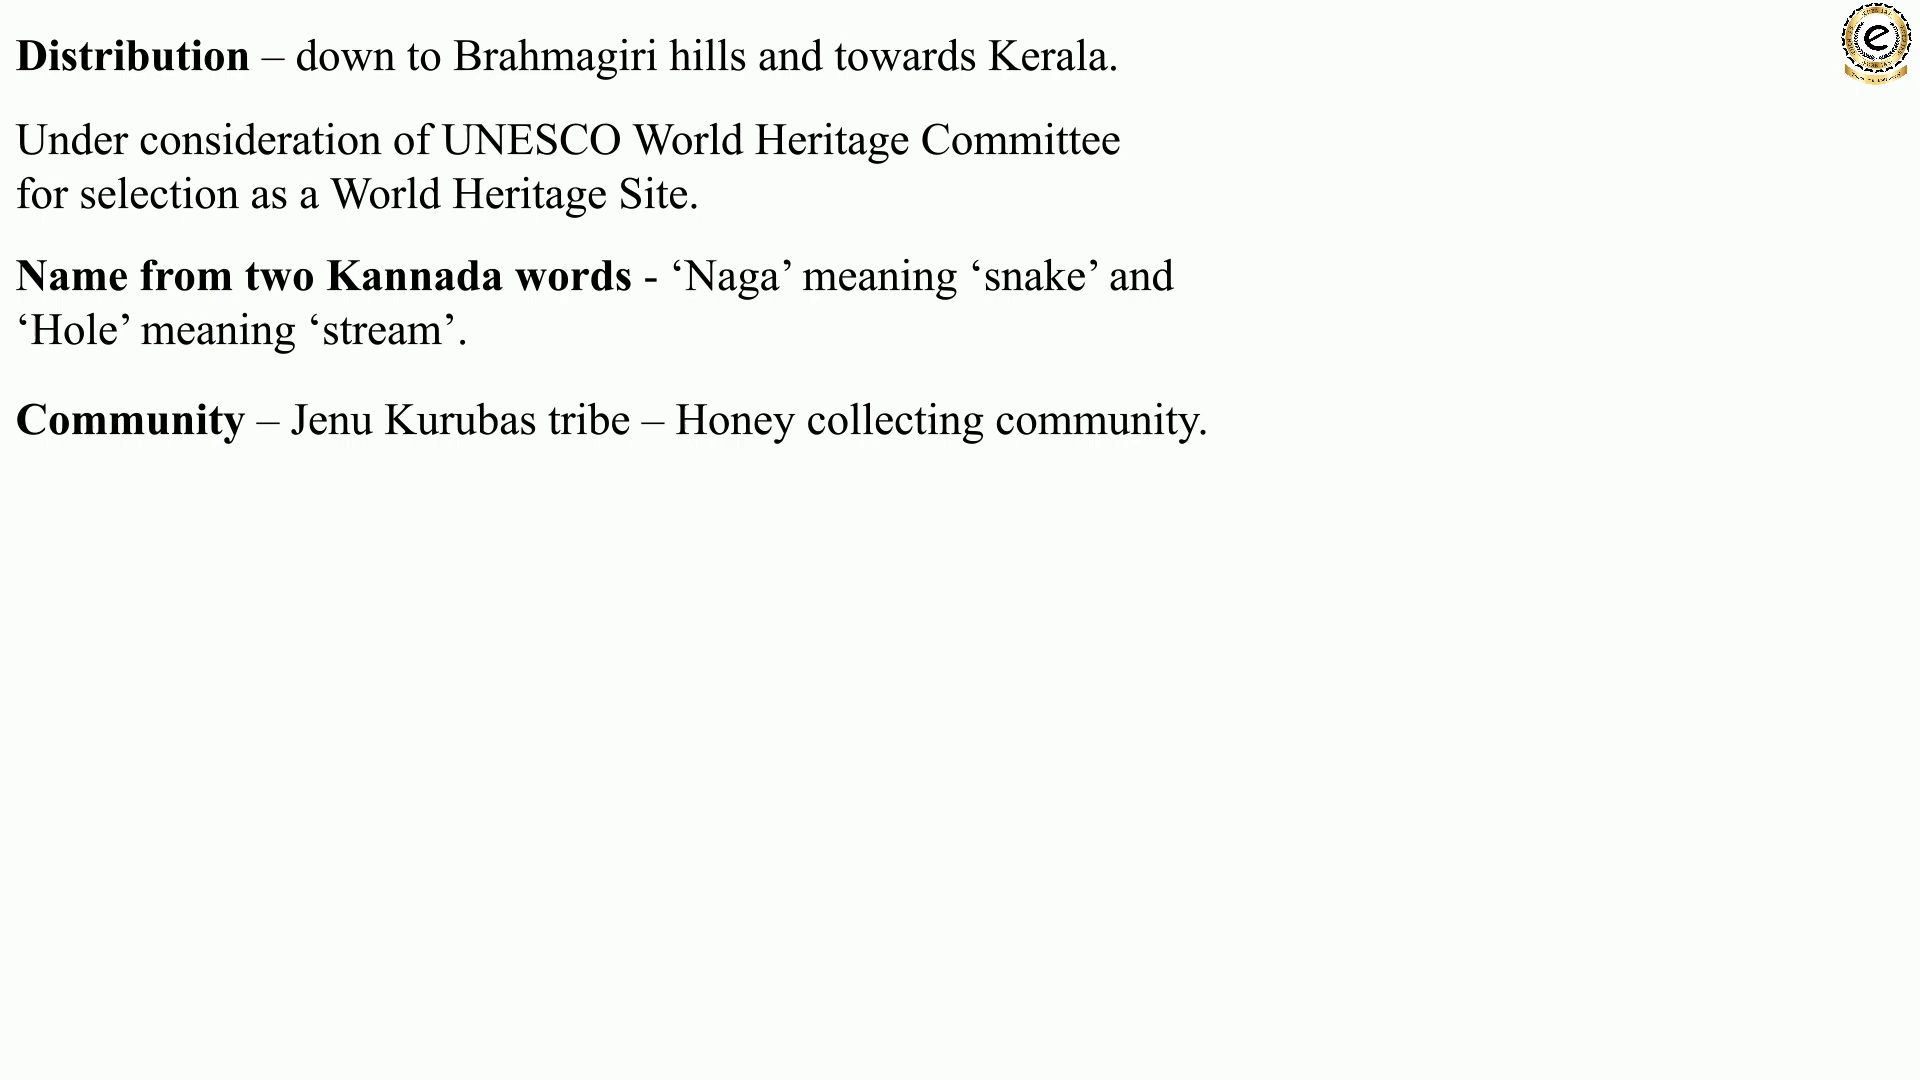 Distribution – down to Brahmagiri hills and towards Kerala.
Under consideration of UNESCO World Heritage Committee
for selection as a World Heritage Site.
Name from two Kannada words - ‘Naga’ meaning ‘snake’ and
‘Hole’ meaning ‘stream’.
Community – Jenu Kurubas tribe – Honey collecting community.